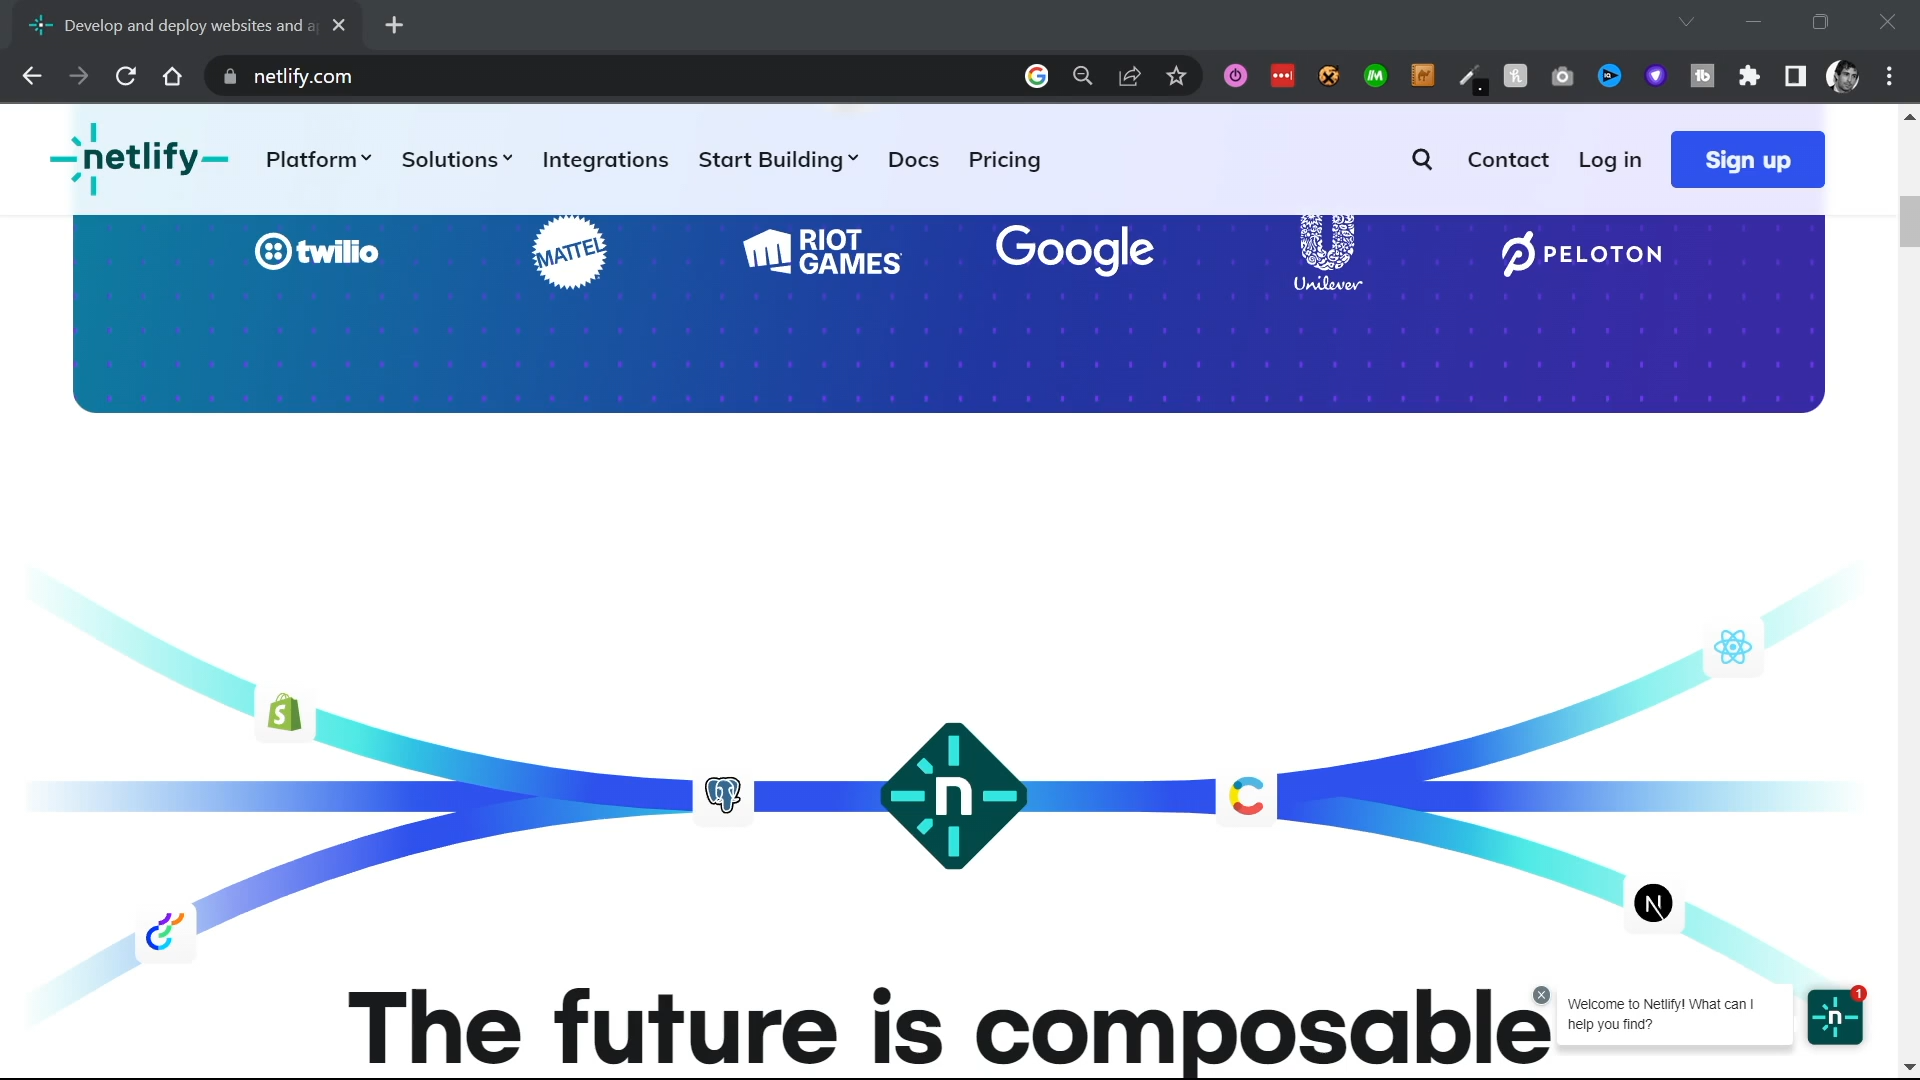 Develop and deploy websites and a
netlify.com
netlify
Platform
Solutions
Integrations
Start Building
Docs
Pricing
Contact
Log in
Sign up
twilio
MATTEL
RIOT
GAMES
Google
Unilever
PELOTON
The future is composable
Welcome to Netlify! What can I
help you find?
n
1